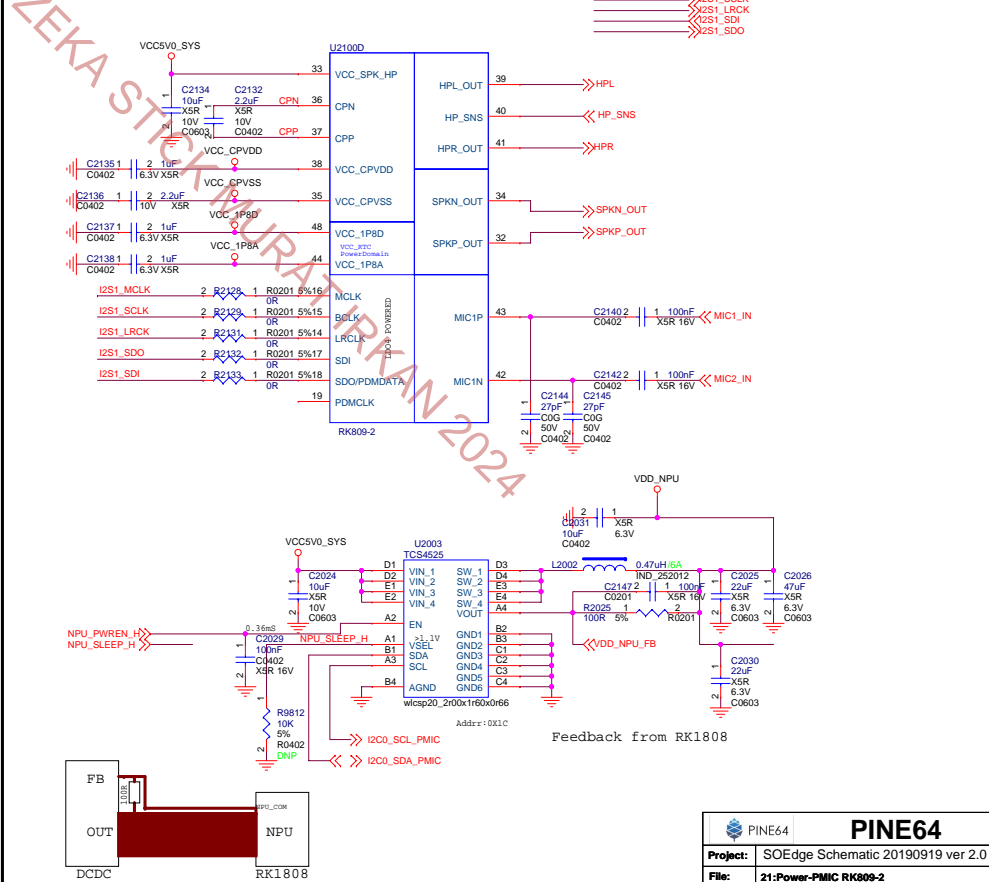 I2S1_LRCK
I2S1_SDI
I2S1_SDO
ZEKA STICK MURAT IRKAN 2024
VCC5V0_SYS
U2100D
33 VCC_SPK_HP
C2134
10uF
X5R
10V
C0603
C2132
2.2uF
X5R
10V
C0402
CPN 36 CPN
CPP 37 CPP
HPL_OUT 39 HPL
HP_SNS 40 HP_SNS
HPR_OUT 41 HPR
VCC_CPVDD
C2135 1 2 1uF 38 VCC_CPVDD
C0402 6.3V X5R
VCC_CPVSS
C2136 1 2 2.2uF 35 VCC_CPVSS
C0402 10V X5R
SPKN_OUT 34 SPKN_OUT
SPKP_OUT 32 SPKP_OUT
VCC_1P8D
C2137 1 2 1uF 48 VCC_1P8D
C0402 6.3V X5R
VCC_RTC
PowerDomain
VCC_1P8A
C2138 1 2 1uF 44 VCC_1P8A
C0402 6.3V X5R
I2S1_MCLK 2 R2128 1 R0201 5% 16 MCLK
0R
I2S1_SCLK 2 R2129 1 R0201 5% 15 BCLK
0R
I2S1_LRCK 2 R2131 1 R0201 5% 14 LRCLK
0R
I2S1_SDO 2 R2132 1 R0201 5% 17 SDI
0R
I2S1_SDI 2 R2133 1 R0201 5% 18 SDO/PDMDATA
0R
19 PDMCLK
LDO4 POWERED
RK809-2
MIC1P 43 C2140 2 1 100nF MIC1_IN
C0402 X5R 16V
MIC1N 42 C2142 2 1 100nF MIC2_IN
C0402 X5R 16V
C2144
27pF
C0G
50V
C0402
C2145
27pF
C0G
50V
C0402
VDD_NPU
2 1
C2031 X5R
10uF 6.3V
C0402
VCC5V0_SYS
U2003
TCS4525
C2024
10uF
X5R
10V
C0603
D1 VIN_1
D2 VIN_2
E1 VIN_3
E2 VIN_4
A2 EN
A1 VSEL
>1.1V
B1 SDA
A3 SCL
B4 AGND
SW_1 D3
SW_2 D4
SW_3 E3
SW_4 E4
VOUT A4
GND1 B2
GND2 B3
GND3 C1
GND4 C2
GND5 C3
GND6 C4
wlcsp20_2r00x1r60x0r66
Addrr:0X1C
L2002 0.47uH/6A
IND_252012
C2147 2 1 100nF
C0201 X5R 16V
R2025 1 2
100R 5% R0201
VDD_NPU_FB
C2025
22uF
X5R
6.3V
C0603
C2026
47uF
X5R
6.3V
C0603
C2030
22uF
X5R
6.3V
C0603
Feedback from RK1808
NPU_PWREN_H
NPU_SLEEP_H
0.36mS
C2029
100nF
C0402
X5R 16V
NPU_SLEEP_H
R9812
10K
5%
R0402
DNP
I2C0_SCL_PMIC
I2C0_SDA_PMIC
FB
100R
NPU_COM
OUT
NPU
DCDC
RK1808
PINE64
PINE64
Project: SOEdge Schematic 20190919 ver 2.0
File: 21:Power-PMIC RK809-2